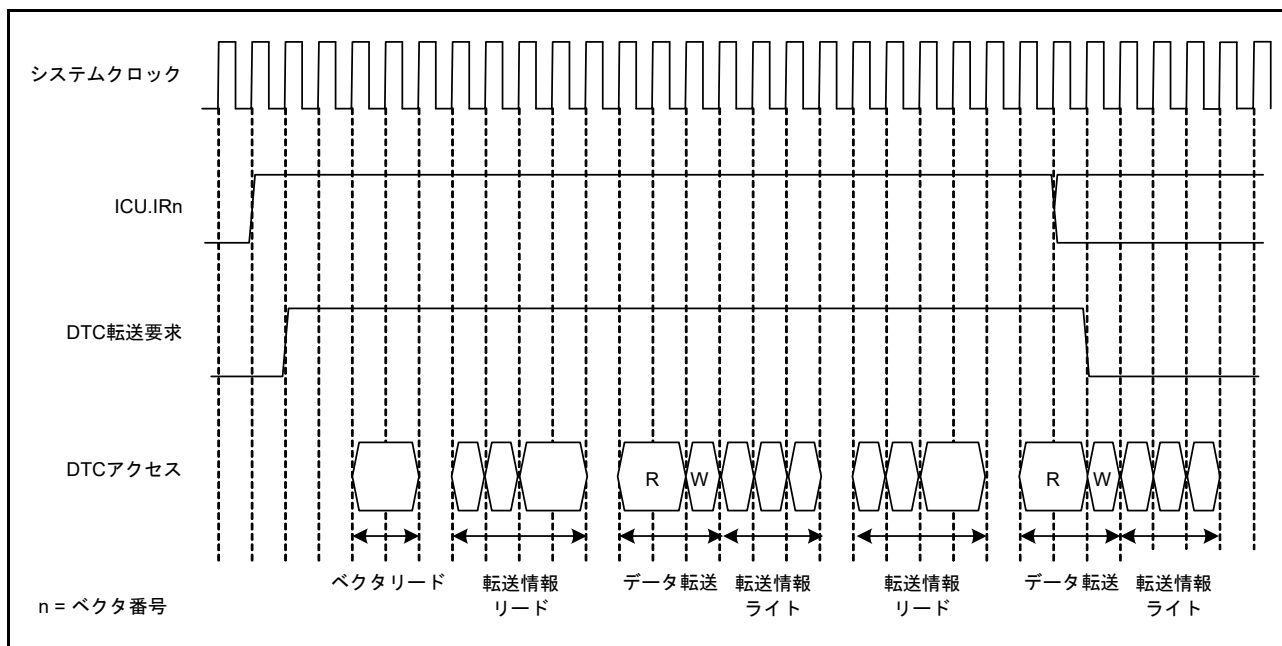 システムクロック
ICU.IRn
DTC転送要求
DTCアクセス
R
W
R
W
ベクタリード
転送情報
リード
データ転送
転送情報
ライト
転送情報
リード
データ転送
転送情報
ライト
n = ベクタ番号